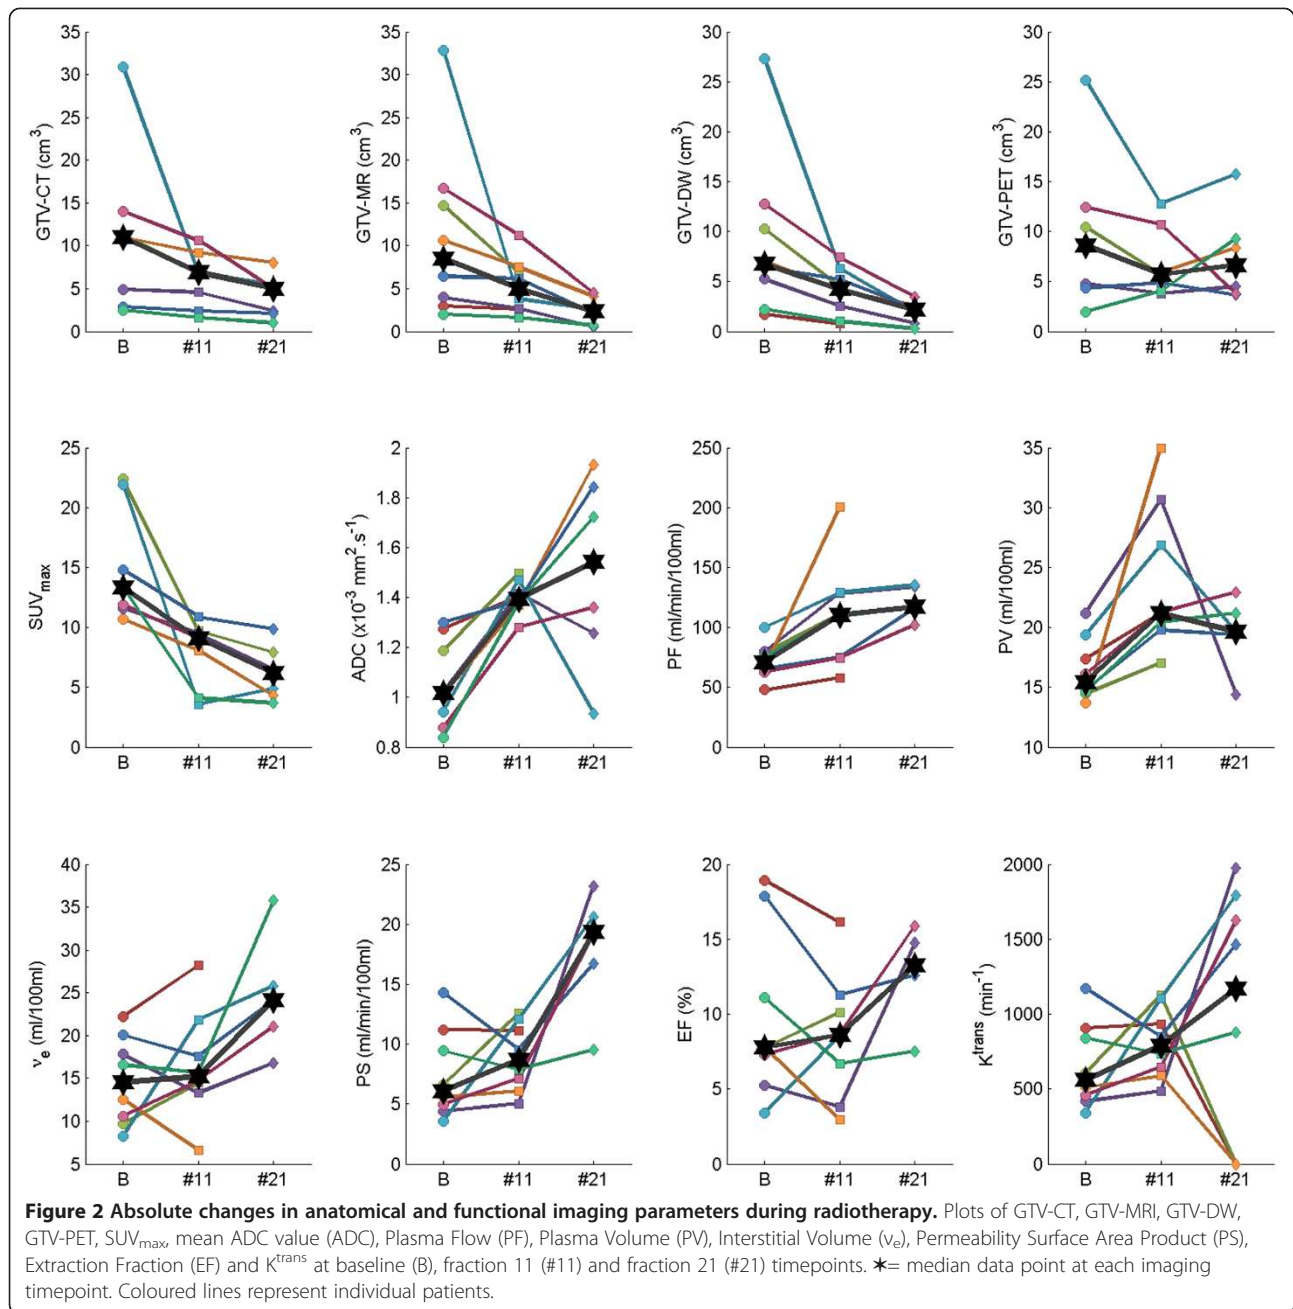 35
30
25
20
15
10
5
0
GTV-CT (cm³)
B #11 #21
35
30
25
20
15
10
5
0
GTV-MR (cm³)
B #11 #21
30
25
20
15
10
5
0
GTV-DW (cm³)
B #11 #21
30
25
20
15
10
5
0
GTV-PET (cm³)
B #11 #21
25
20
15
10
5
0
SUVmax
B #11 #21
2
1.8
1.6
1.4
1.2
1
0.8
ADC (x10⁻³ mm².s⁻¹)
B #11 #21
250
200
150
100
50
0
PF (ml/min/100ml)
B #11 #21
35
30
25
20
15
10
PV (ml/100ml)
B #11 #21
40
35
30
25
20
15
10
5
νe (ml/100ml)
B #11 #21
25
20
15
10
5
0
PS (ml/min/100ml)
B #11 #21
20
15
10
5
0
EF (%)
B #11 #21
2000
1500
1000
500
0
Kᵗʳᵃⁿˢ (min⁻¹)
B #11 #21
Figure 2 Absolute changes in anatomical and functional imaging parameters during radiotherapy. Plots of GTV-CT, GTV-MRI, GTV-DW,
GTV-PET, SUVmax, mean ADC value (ADC), Plasma Flow (PF), Plasma Volume (PV), Interstitial Volume (νe), Permeability Surface Area Product (PS),
Extraction Fraction (EF) and Kᵗʳᵃⁿˢ at baseline (B), fraction 11 (#11) and fraction 21 (#21) timepoints. ✶= median data point at each imaging
timepoint. Coloured lines represent individual patients.